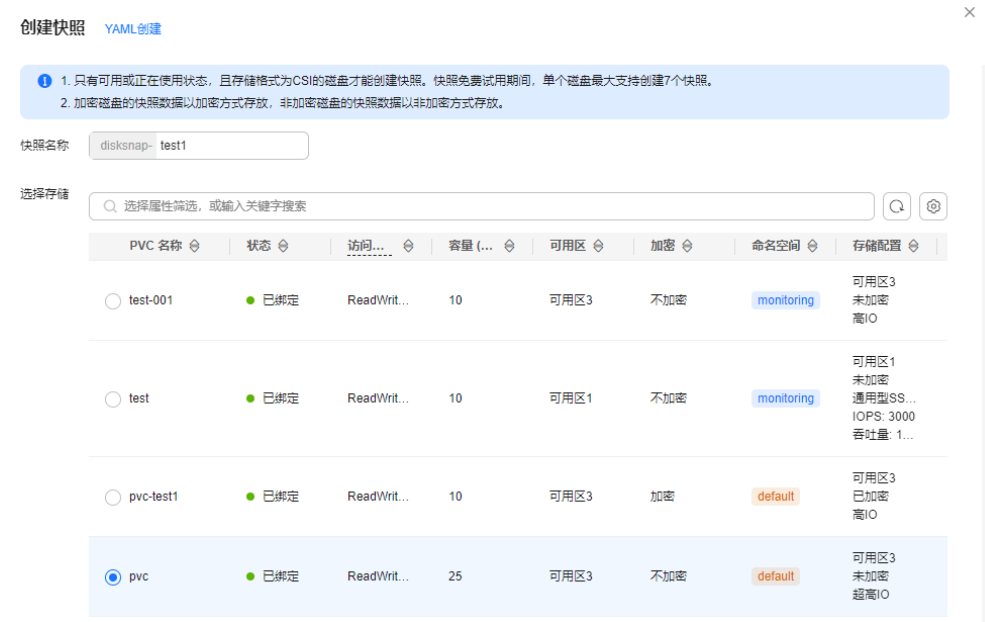 创建快照 YAML创建
1. 只有可用或正在使用状态，且存储格式为CSI的磁盘才能创建快照。快照免费试用期间，单个磁盘最大支持创建7个快照。
2. 加密磁盘的快照数据以加密方式存放，非加密磁盘的快照数据以非加密方式存放。
快照名称 disksnap- test1
选择存储
选择属性筛选，或输入关键字搜索
PVC 名称 状态 访问... 容量 (... 可用区 加密 命名空间 存储配置
test-001 已绑定 ReadWrit... 10 可用区3 不加密 monitoring 可用区3
未加密
高IO
test 已绑定 ReadWrit... 10 可用区1 不加密 monitoring 可用区1
未加密
通用型SS...
IOPS: 3000
吞吐量: 1...
pvc-test1 已绑定 ReadWrit... 10 可用区3 加密 default 可用区3
已加密
高IO
pvc 已绑定 ReadWrit... 25 可用区3 不加密 default 可用区3
未加密
超高IO